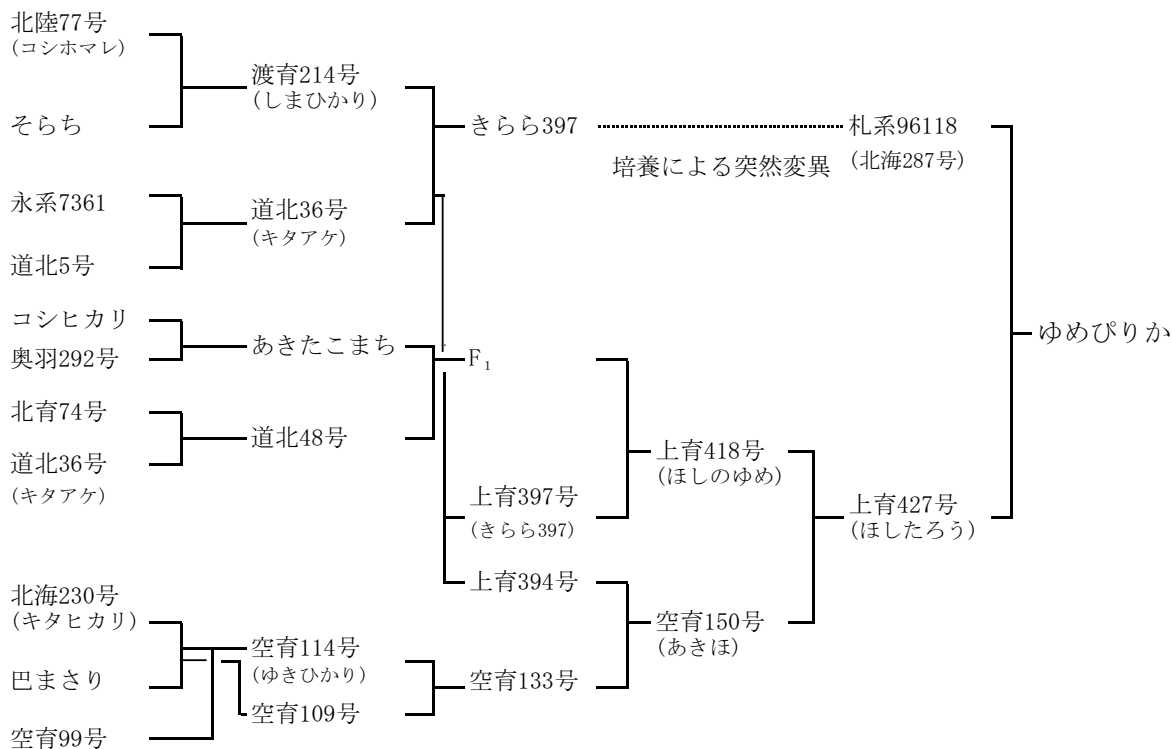 北陸77号
(コシホマレ)
そらち
永系7361
道北5号
コシヒカリ
奥羽292号
北育74号
道北36号
(キタアケ)
北海230号
(キタヒカリ)
巴まさり
空育99号
渡育214号
(しまひかり)
道北36号
(キタアケ)
あきたこまち
道北48号
空育114号
(ゆきひかり)
空育109号
きらら397
F₁
上育397号
(きらら397)
上育394号
空育133号
培養による突然変異
上育418号
(ほしのゆめ)
空育150号
(あきほ)
札系96118
(北海287号)
上育427号
(ほしたろう)
ゆめぴりか